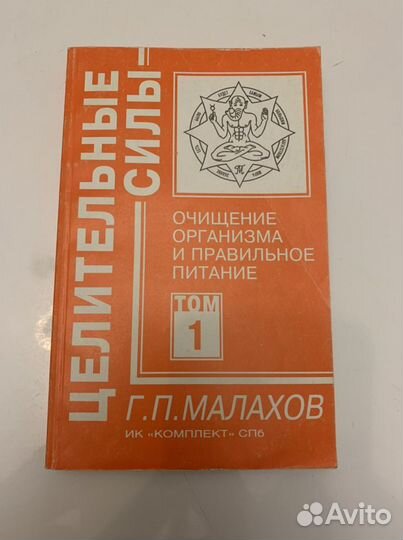 ЦЕЛИТЕЛЬНЫЕ
СИЛЫ
ОЧИЩЕНИЕ
ОРГАНИЗМА
И ПРАВИЛЬНОЕ
ПИТАНИЕ
ТОМ
1
Г.П.МАЛАХОВ
ИК «КОМПЛЕКТ» СПб
Avito